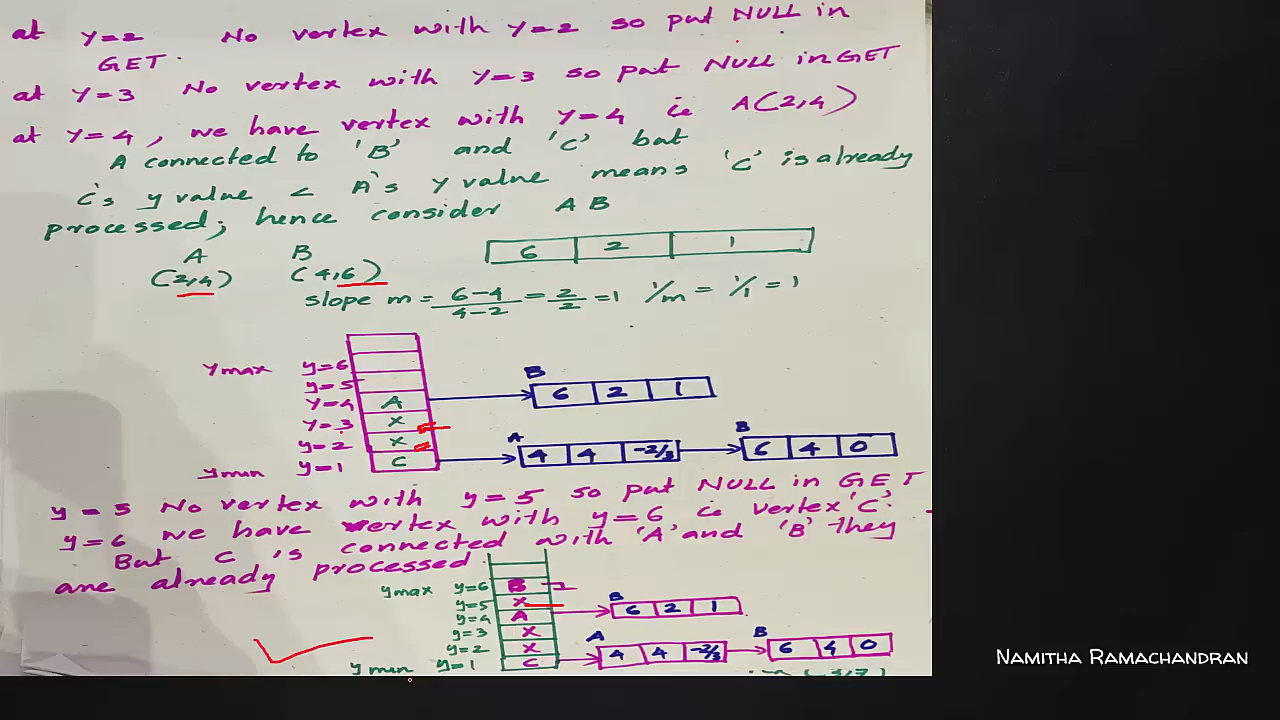 at y=2 No vertex with y=2 so put NULL in
GET.
at y=3 No vertex with y=3 so put NULL in GET
at y=4, we have vertex with y=4 ie A(2,4)
A connected to 'B' and 'C' but
C's y value < A's y value means 'C' is already
processed; hence consider AB
6 2 1
A B
(2,4) (4,6)
slope m = 6-4/4-2 = 2/2 = 1 1/m = 1/1 = 1
ymax y=6
y=5
y=4 A
B
6 2 1
y=3 X
y=2 X
ymin y=1 C
A
4 4 -2/3
B
6 4 0
y=5 No vertex with y=5 so put NULL in GET
y=6 we have vertex with y=6 ie vertex 'C'.
But C is connected with 'A' and 'B' they
are already processed
ymax y=6 B
y=5 X
y=4 A
B
6 2 1
y=3 X
y=2 X
ymin y=1 C
A
4 4 -2/3
B
6 4 0
NAMITHA RAMACHANDRAN